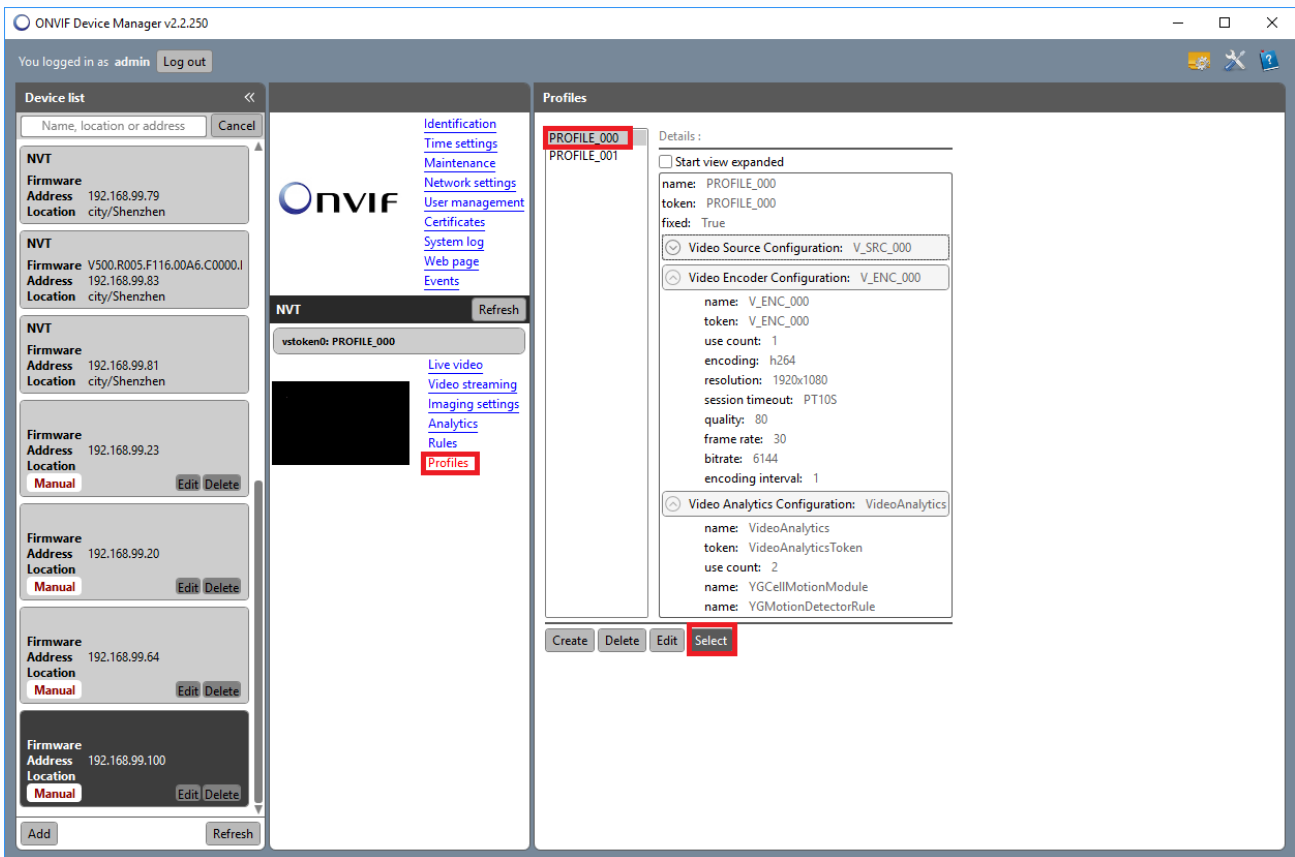 ONVIF Device Manager v2.2.250
You logged in as admin Log out
Device list «
Name, location or address Cancel
NVT
Firmware
Address 192.168.99.79
Location city/Shenzhen
NVT
Firmware V500.R005.F116.00A6.C0000.I
Address 192.168.99.83
Location city/Shenzhen
NVT
Firmware
Address 192.168.99.81
Location city/Shenzhen
Firmware
Address 192.168.99.23
Location
Manual Edit Delete
Firmware
Address 192.168.99.20
Location
Manual Edit Delete
Firmware
Address 192.168.99.64
Location
Manual Edit Delete
Firmware
Address 192.168.99.100
Location
Manual Edit Delete
Add Refresh
Onvif
Identification
Time settings
Maintenance
Network settings
User management
Certificates
System log
Web page
Events
NVT Refresh
vstoken0: PROFILE_000
Live video
Video streaming
Imaging settings
Analytics
Rules
Profiles
Profiles
PROFILE_000
PROFILE_001
Details :
Start view expanded
name: PROFILE_000
token: PROFILE_000
fixed: True
Video Source Configuration: V_SRC_000
Video Encoder Configuration: V_ENC_000
name: V_ENC_000
token: V_ENC_000
use count: 1
encoding: h264
resolution: 1920x1080
session timeout: PT10S
quality: 80
frame rate: 30
bitrate: 6144
encoding interval: 1
Video Analytics Configuration: VideoAnalytics
name: VideoAnalytics
token: VideoAnalyticsToken
use count: 2
name: YGCellMotionModule
name: YGMotionDetectorRule
Create Delete Edit Select